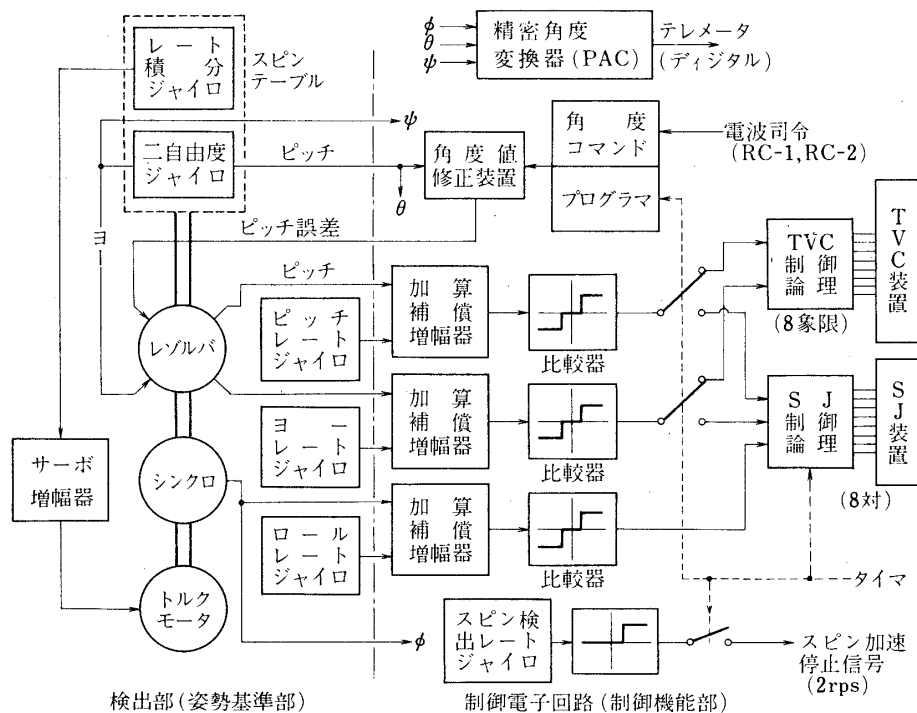 レート
積分
ジャイロ
スピン
テーブル
φ
θ
ψ
精密角度
変換器(PAC)
テレメータ
(ディジタル)
ψ
二自由度
ジャイロ
ピッチ
θ
角度値
修正装置
角度
コマンド
プログラマ
電波司令
(RC-1,RC-2)
ヨー
ピッチ誤差
ピッチ
レゾルバ
ピッチ
レート
ジャイロ
加算
補償
増幅器
比較器
TVC
制御
論理
(8象限)
TVC装置
ヨー
レート
ジャイロ
加算
補償
増幅器
比較器
SJ
制御
論理
SJ装置
(8対)
サーボ
増幅器
シンクロ
ロール
レート
ジャイロ
加算
補償
増幅器
比較器
タイマ
トルク
モータ
φ
スピン検
出レート
ジャイロ
スピン加速
停止信号
(2rps)
検出部(姿勢基準部)
制御電子回路(制御機能部)